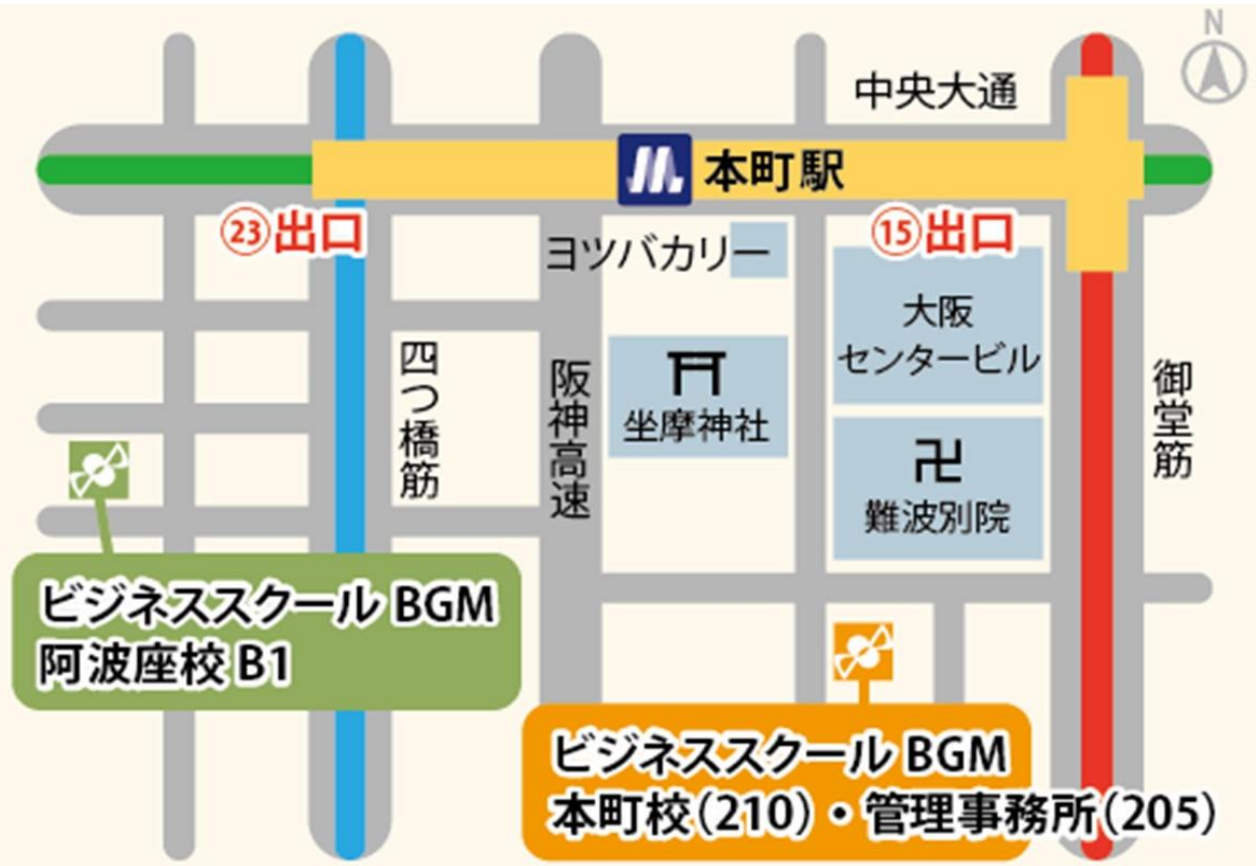 N
中央大通
本町駅
㉓出口
⑮出口
ヨツバカリー
大阪
センタービル
四つ橋筋
阪神高速
坐摩神社
御堂筋
卍
難波別院
ビジネススクール BGM
阿波座校 B1
ビジネススクール BGM
本町校(210)・管理事務所(205)